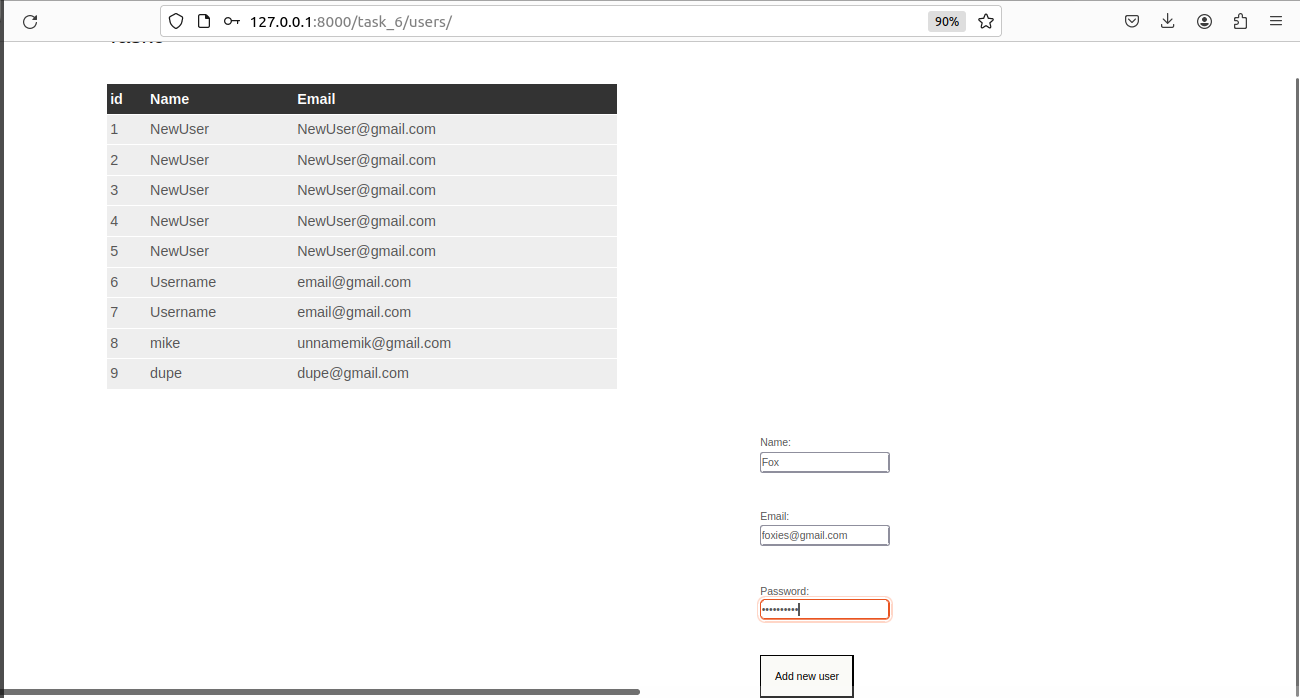 127.0.0.1:8000/task_6/users/ 90%
id Name Email
1 NewUser NewUser@gmail.com
2 NewUser NewUser@gmail.com
3 NewUser NewUser@gmail.com
4 NewUser NewUser@gmail.com
5 NewUser NewUser@gmail.com
6 Username email@gmail.com
7 Username email@gmail.com
8 mike unnamemik@gmail.com
9 dupe dupe@gmail.com
Name:
Fox
Email:
foxies@gmail.com
Password:
••••••••••
Add new user